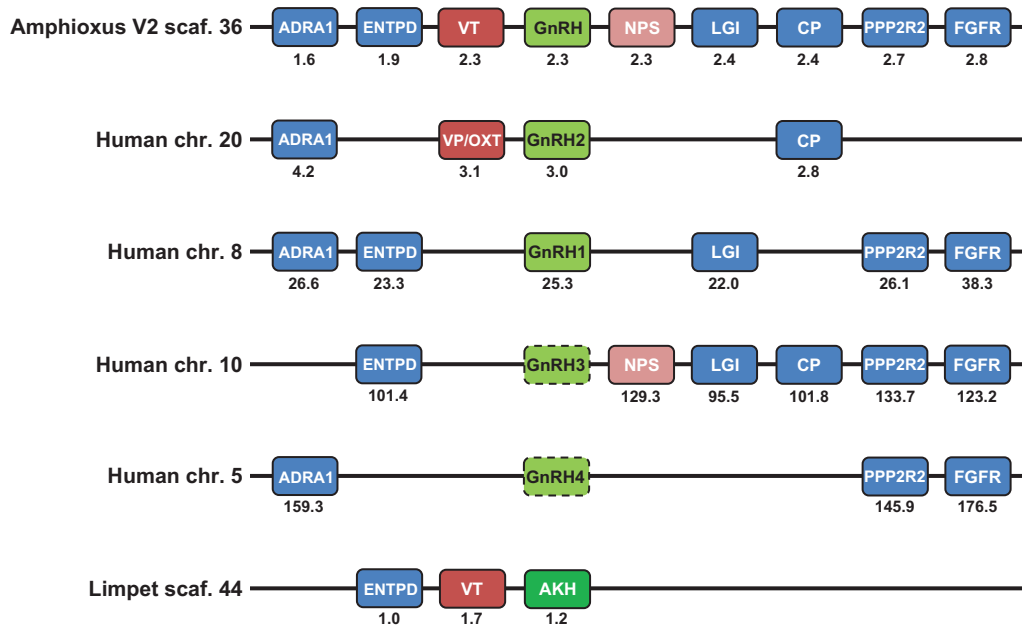 Amphioxus V2 scaf. 36 ADRA1 ENTPD VT GnRH NPS LGI CP PPP2R2 FGFR
1.6 1.9 2.3 2.3 2.3 2.4 2.4 2.7 2.8
Human chr. 20 ADRA1 VP/OXT GnRH2 CP
4.2 3.1 3.0 2.8
Human chr. 8 ADRA1 ENTPD GnRH1 LGI PPP2R2 FGFR
26.6 23.3 25.3 22.0 26.1 38.3
Human chr. 10 ENTPD GnRH3 NPS LGI CP PPP2R2 FGFR
101.4 129.3 95.5 101.8 133.7 123.2
Human chr. 5 ADRA1 GnRH4 PPP2R2 FGFR
159.3 145.9 176.5
Limpet scaf. 44 ENTPD VT AKH
1.0 1.7 1.2